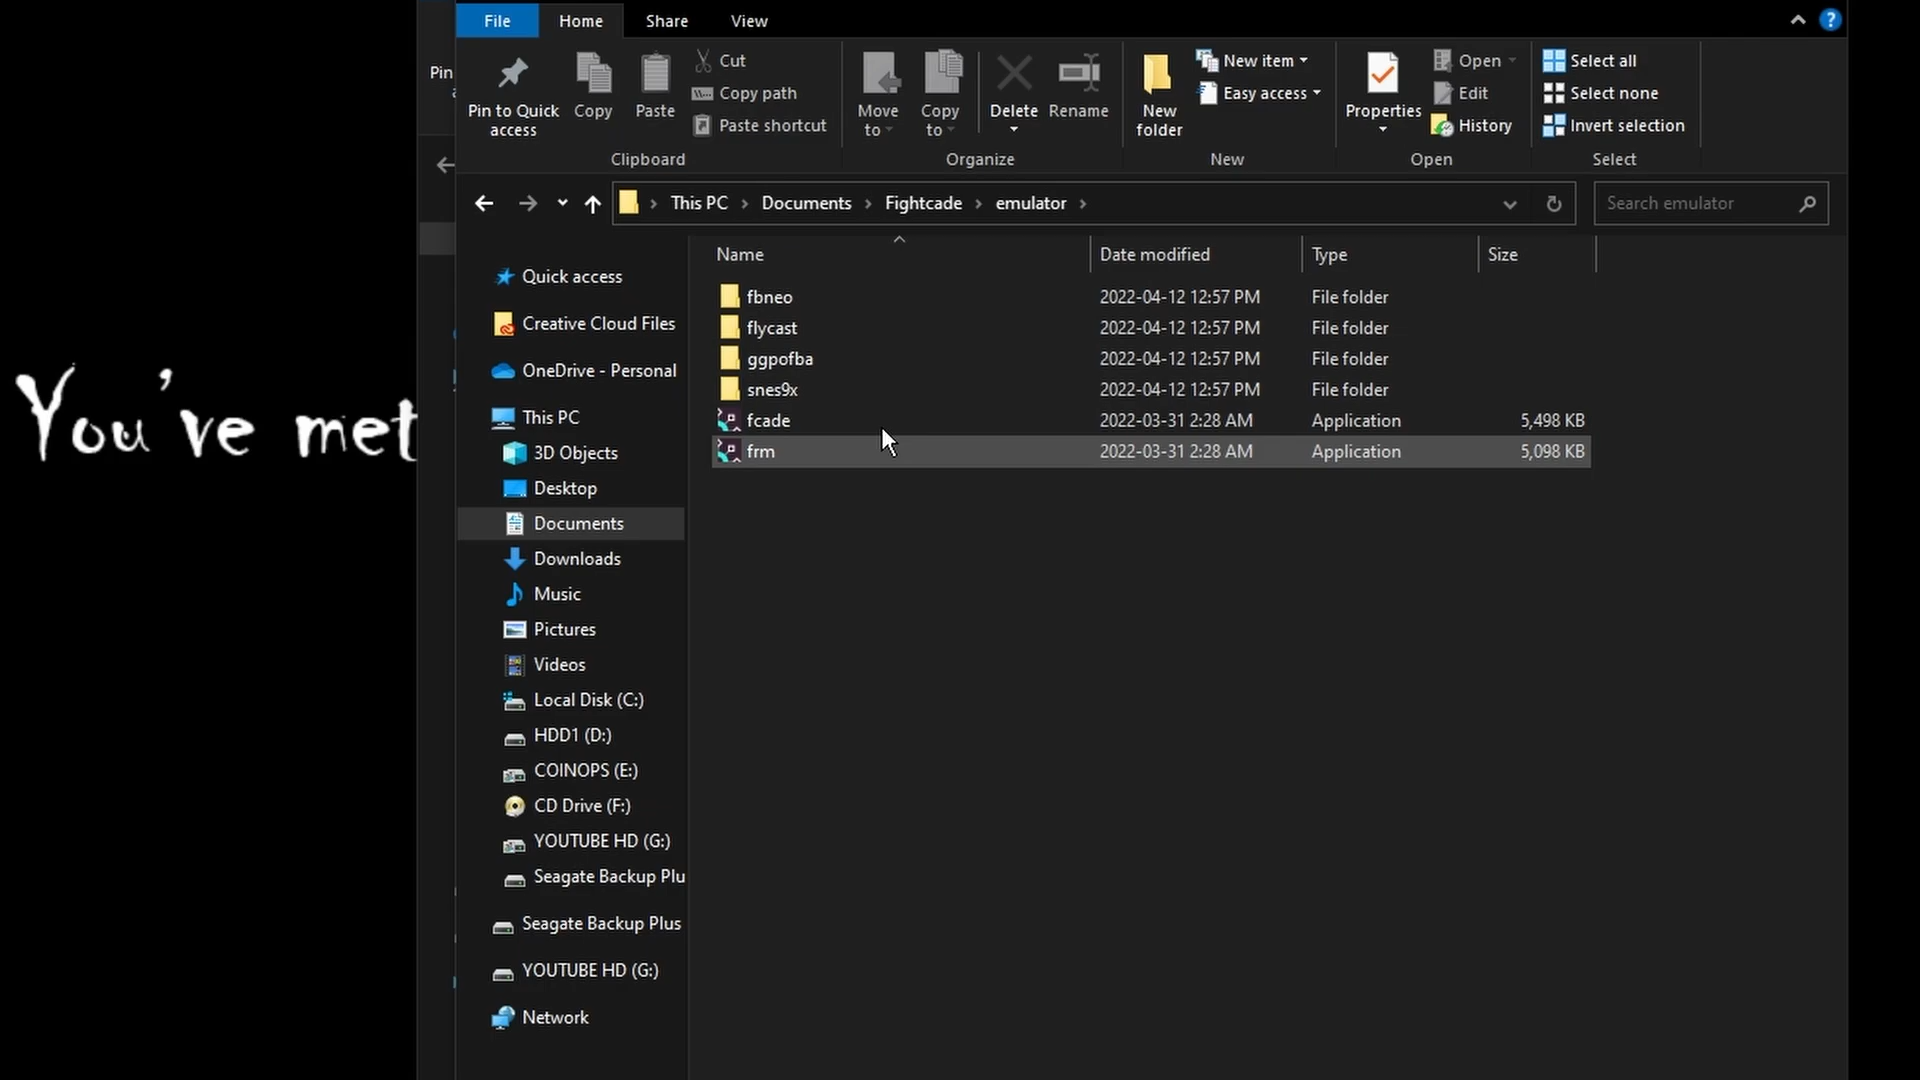 File Home Share View
Pin
Pin to Quick access
Copy
Paste
Cut
Copy path
Paste shortcut
Clipboard
Move to
Copy to
Delete
Rename
Organize
New folder
New item
Easy access
New
Properties
Open
Edit
History
Open
Select all
Select none
Invert selection
Select
This PC > Documents > Fightcade > emulator >
Search emulator
Name Date modified Type Size
fbneo 2022-04-12 12:57 PM File folder
flycast 2022-04-12 12:57 PM File folder
ggpofba 2022-04-12 12:57 PM File folder
snes9x 2022-04-12 12:57 PM File folder
fcade 2022-03-31 2:28 AM Application 5,498 KB
frm 2022-03-31 2:28 AM Application 5,098 KB
Quick access
Creative Cloud Files
OneDrive - Personal
This PC
3D Objects
Desktop
Documents
Downloads
Music
Pictures
Videos
Local Disk (C:)
HDD1 (D:)
COINOPS (E:)
CD Drive (F:)
YOUTUBE HD (G:)
Seagate Backup Plu
Seagate Backup Plus
YOUTUBE HD (G:)
Network
You've met